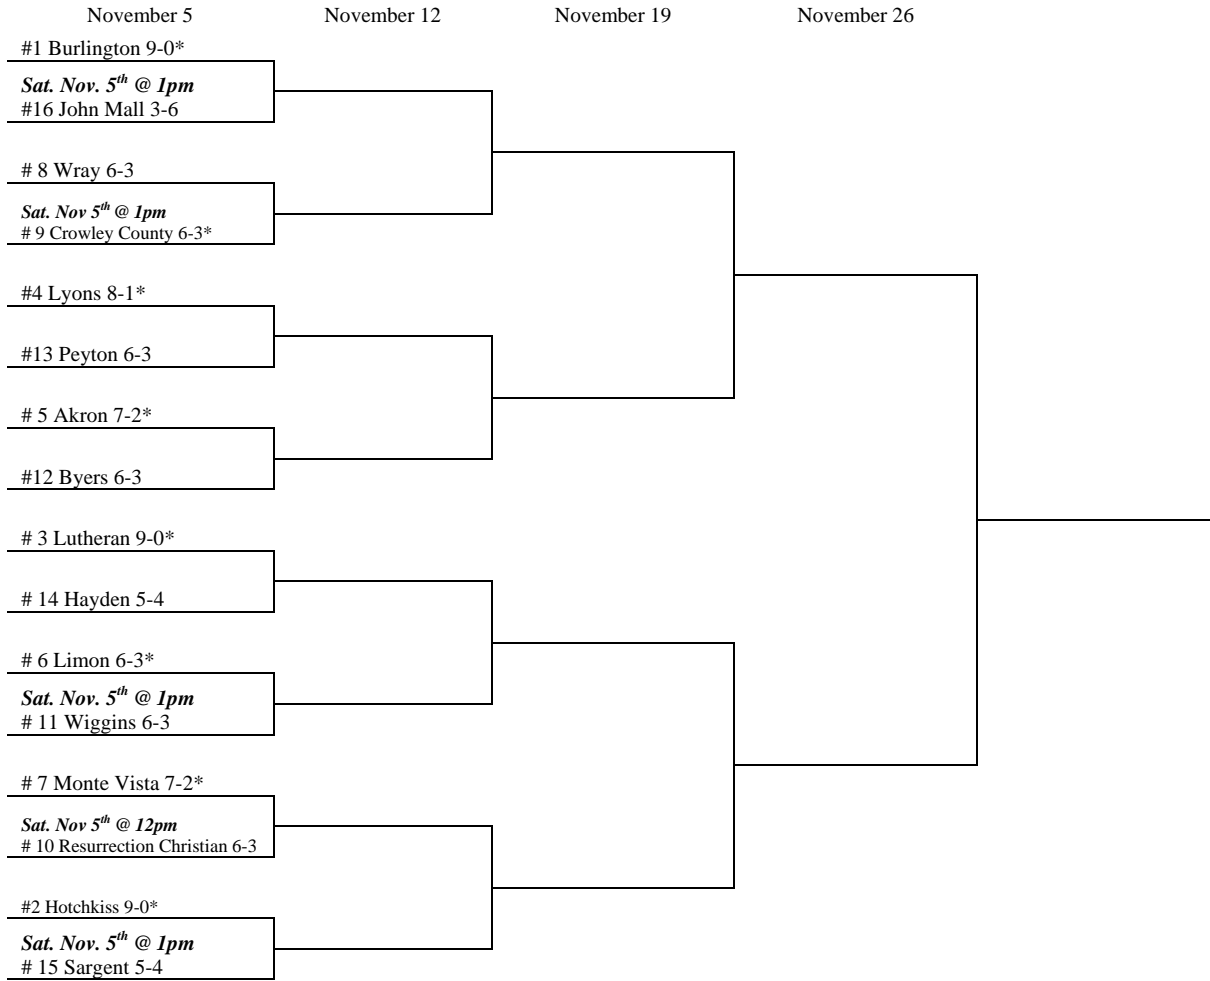 November 5 November 12 November 19 November 26
#1 Burlington 9-0*
Sat. Nov. 5th @ 1pm
#16 John Mall 3-6
# 8 Wray 6-3
Sat. Nov 5th @ 1pm
# 9 Crowley County 6-3*
#4 Lyons 8-1*
#13 Peyton 6-3
# 5 Akron 7-2*
#12 Byers 6-3
# 3 Lutheran 9-0*
# 14 Hayden 5-4
# 6 Limon 6-3*
Sat. Nov. 5th @ 1pm
# 11 Wiggins 6-3
# 7 Monte Vista 7-2*
Sat. Nov 5th @ 12pm
# 10 Resurrection Christian 6-3
#2 Hotchkiss 9-0*
Sat. Nov. 5th @ 1pm
# 15 Sargent 5-4